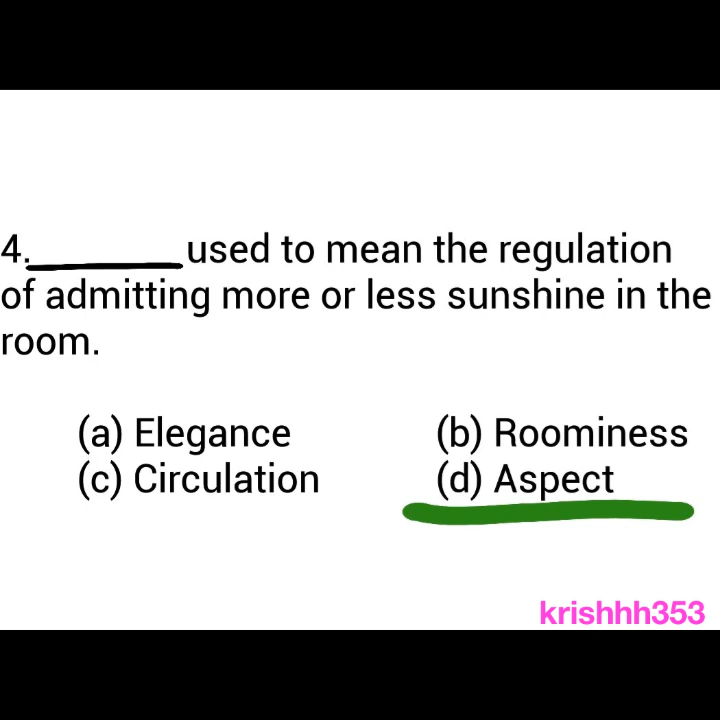 4.________used to mean the regulation
of admitting more or less sunshine in the
room.
(a) Elegance (b) Roominess
(c) Circulation (d) Aspect
krishhh353